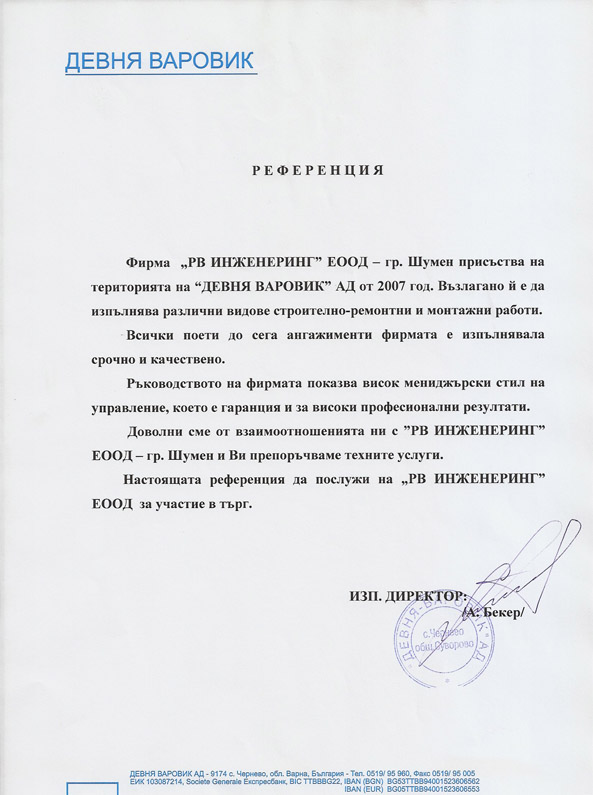 ДЕВНЯ ВАРОВИК
РЕФЕРЕНЦИЯ
Фирма „РВ ИНЖЕНЕРИНГ” ЕООД – гр. Шумен присъства на
територията на “ДЕВНЯ ВАРОВИК” АД от 2007 год. Възлагано й е да
изпълнява различни видове строително-ремонтни и монтажни работи.
Всички поети до сега ангажименти фирмата е изпълнявала
срочно и качествено.
Ръководството на фирмата показва висок мениджърски стил на
управление, което е гаранция и за високи професионални резултати.
Доволни сме от взаимоотношенията ни с ”РВ ИНЖЕНЕРИНГ”
ЕООД – гр. Шумен и Ви препоръчваме техните услуги.
Настоящата референция да послужи на „РВ ИНЖЕНЕРИНГ”
ЕООД за участие в търг.
ИЗП. ДИРЕКТОР:
/А. Бекер/
ДЕВНЯ-ВАРОВИК АД
с.Чернево
общ.Суворово
ДЕВНЯ ВАРОВИК АД - 9174 с. Чернево, обл. Варна, България - Тел. 0519/ 95 960, Факс 0519/ 95 005
ЕИК 103087214, Societe Generale Експресбанк, BIC TTBBBG22, IBAN (BGN) BG53TTBB94001523606562
IBAN (EUR) BG05TTBB94001523606553